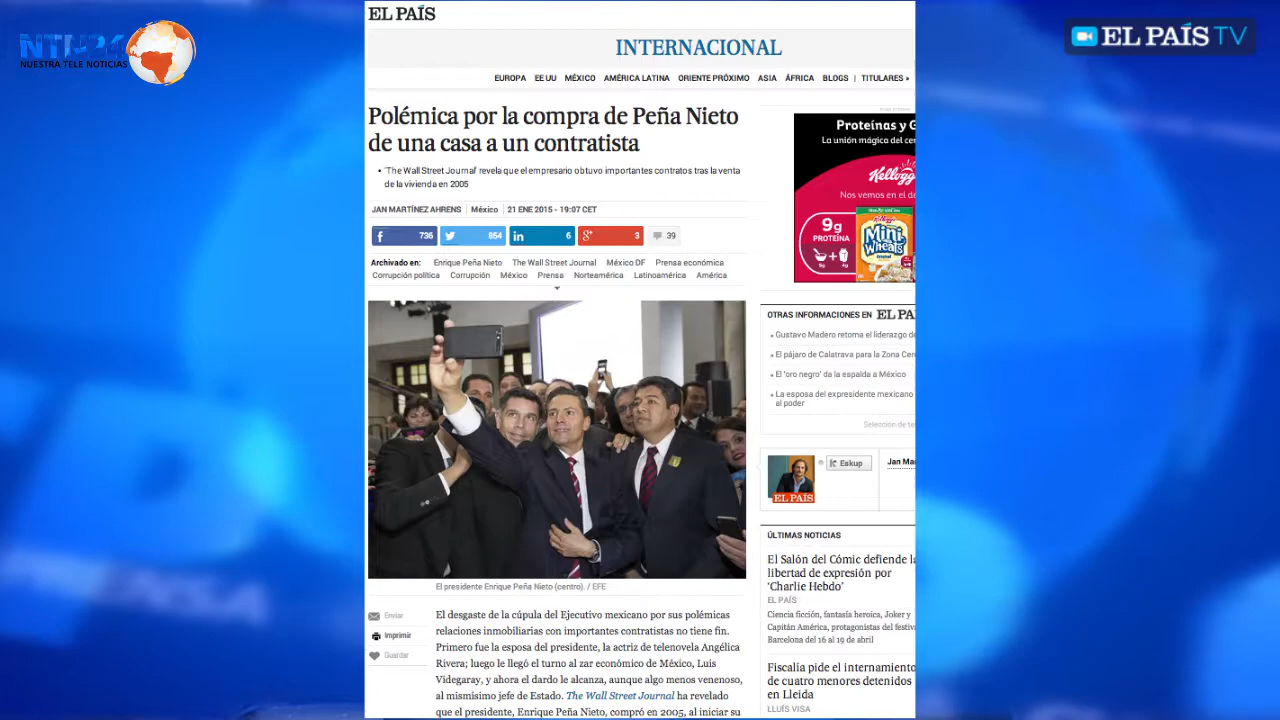 NTN24
NUESTRA TELE NOTICIAS
EL PAÍS TV
EL PAÍS
INTERNACIONAL
EUROPA EE UU MÉXICO AMÉRICA LATINA ORIENTE PRÓXIMO ASIA ÁFRICA BLOGS | TITULARES »
Polémica por la compra de Peña Nieto
de una casa a un contratista
• 'The Wall Street Journal' revela que el empresario obtuvo importantes contratos tras la venta
de la vivienda en 2005
JAN MARTÍNEZ AHRENS | México | 21 ENE 2015 - 19:07 CET
736 854 6 3 39
Archivado en: Enrique Peña Nieto The Wall Street Journal México DF Prensa económica
Corrupción política Corrupción México Prensa Norteamérica Latinoamérica América
El presidente Enrique Peña Nieto (centro). / EFE
Enviar
Imprimir
Guardar
El desgaste de la cúpula del Ejecutivo mexicano por sus polémicas
relaciones inmobiliarias con importantes contratistas no tiene fin.
Primero fue la esposa del presidente, la actriz de telenovela Angélica
Rivera; luego le llegó el turno al zar económico de México, Luis
Videgaray, y ahora el dardo le alcanza, aunque algo menos venenoso,
al mismísimo jefe de Estado. The Wall Street Journal ha revelado
que el presidente, Enrique Peña Nieto, compró en 2005, al iniciar su
Proteínas y
La unión mágica del
Kellogg
Nos vemos en el
9g
PROTEÍNA
Mini
Wheats
OTRAS INFORMACIONES EN EL
• Gustavo Madero retoma el liderazgo
• El pájaro de Calatrava para la Zona
• El 'oro negro' da la espalda a México
• La esposa del expresidente mexicano
al poder
Selección de
EL PAÍS
Eskup
Jan
ÚLTIMAS NOTICIAS
El Salón del Cómic defiende
libertad de expresión por
'Charlie Hebdo'
EL PAÍS
Ciencia ficción, fantasía heroica, Joker y
Capitán América, protagonistas del
Barcelona del 16 al 19 de abril
Fiscalía pide el internamiento
de cuatro menores detenidos
en Lleida
LLUÍS VISA